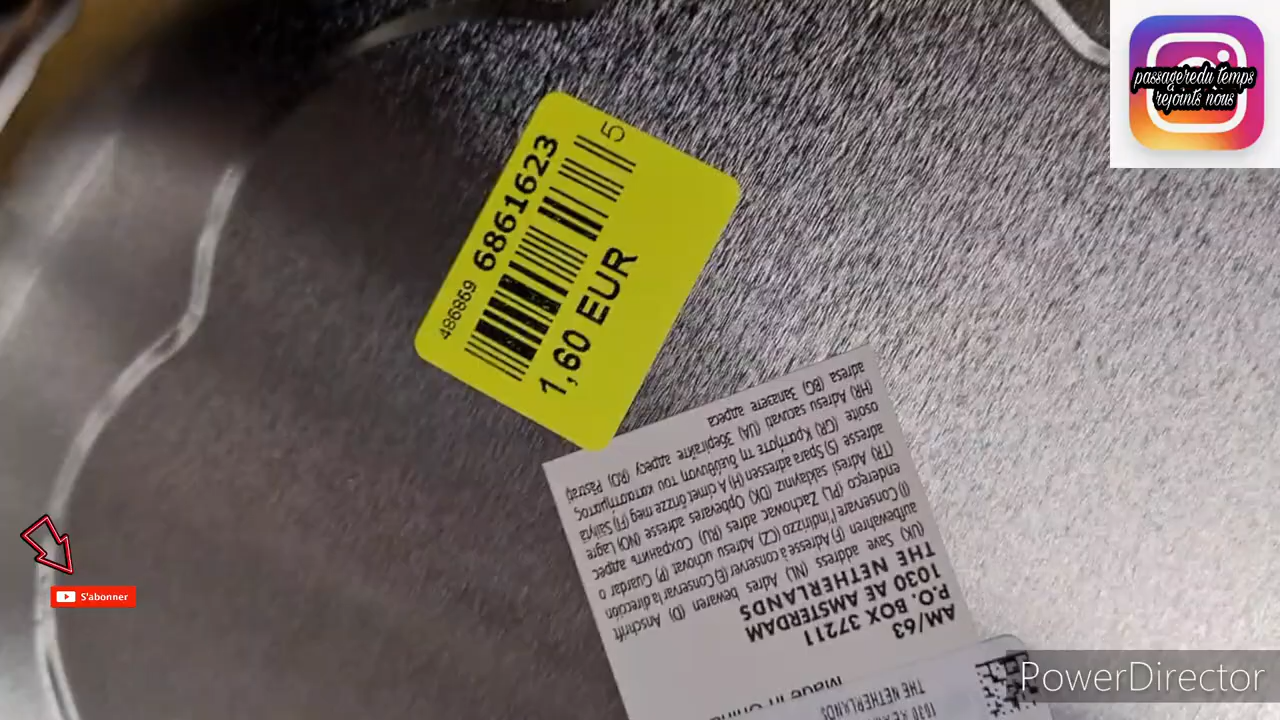 passageredu temps
rejoints nous
486869 6861623
5
1,60 EUR
AM/63
P.O. BOX 37211
1030 AE AMSTERDAM
THE NETHERLANDS
(UK) Save address (NL) Adres bewaren (D) Anschrift
aufbewahren (F) Adresse a conserver (E) Conservar la dirección
(I) Conservare l'indirizzo (CZ) Adresu uchovat (P) Guardar o
endereço (PL) Zachować adres (RU) Сохранить адрес
(TR) Adresi saklayınız (DK) Opbevares adresse (NO) Lagre
adresse (S) Spara adressen (H) A címet őrizze meg (FI) Säilytä
osoite (GR) Κρατήστε τη διεύθυνση του καταστήματος
(HR) Adresu sačuvati (UA) Зберігайте адресу (RO) Păstrați
adresa (BG) Запазете адреса
Made in
THE NETHERLANDS
S'abonner
PowerDirector